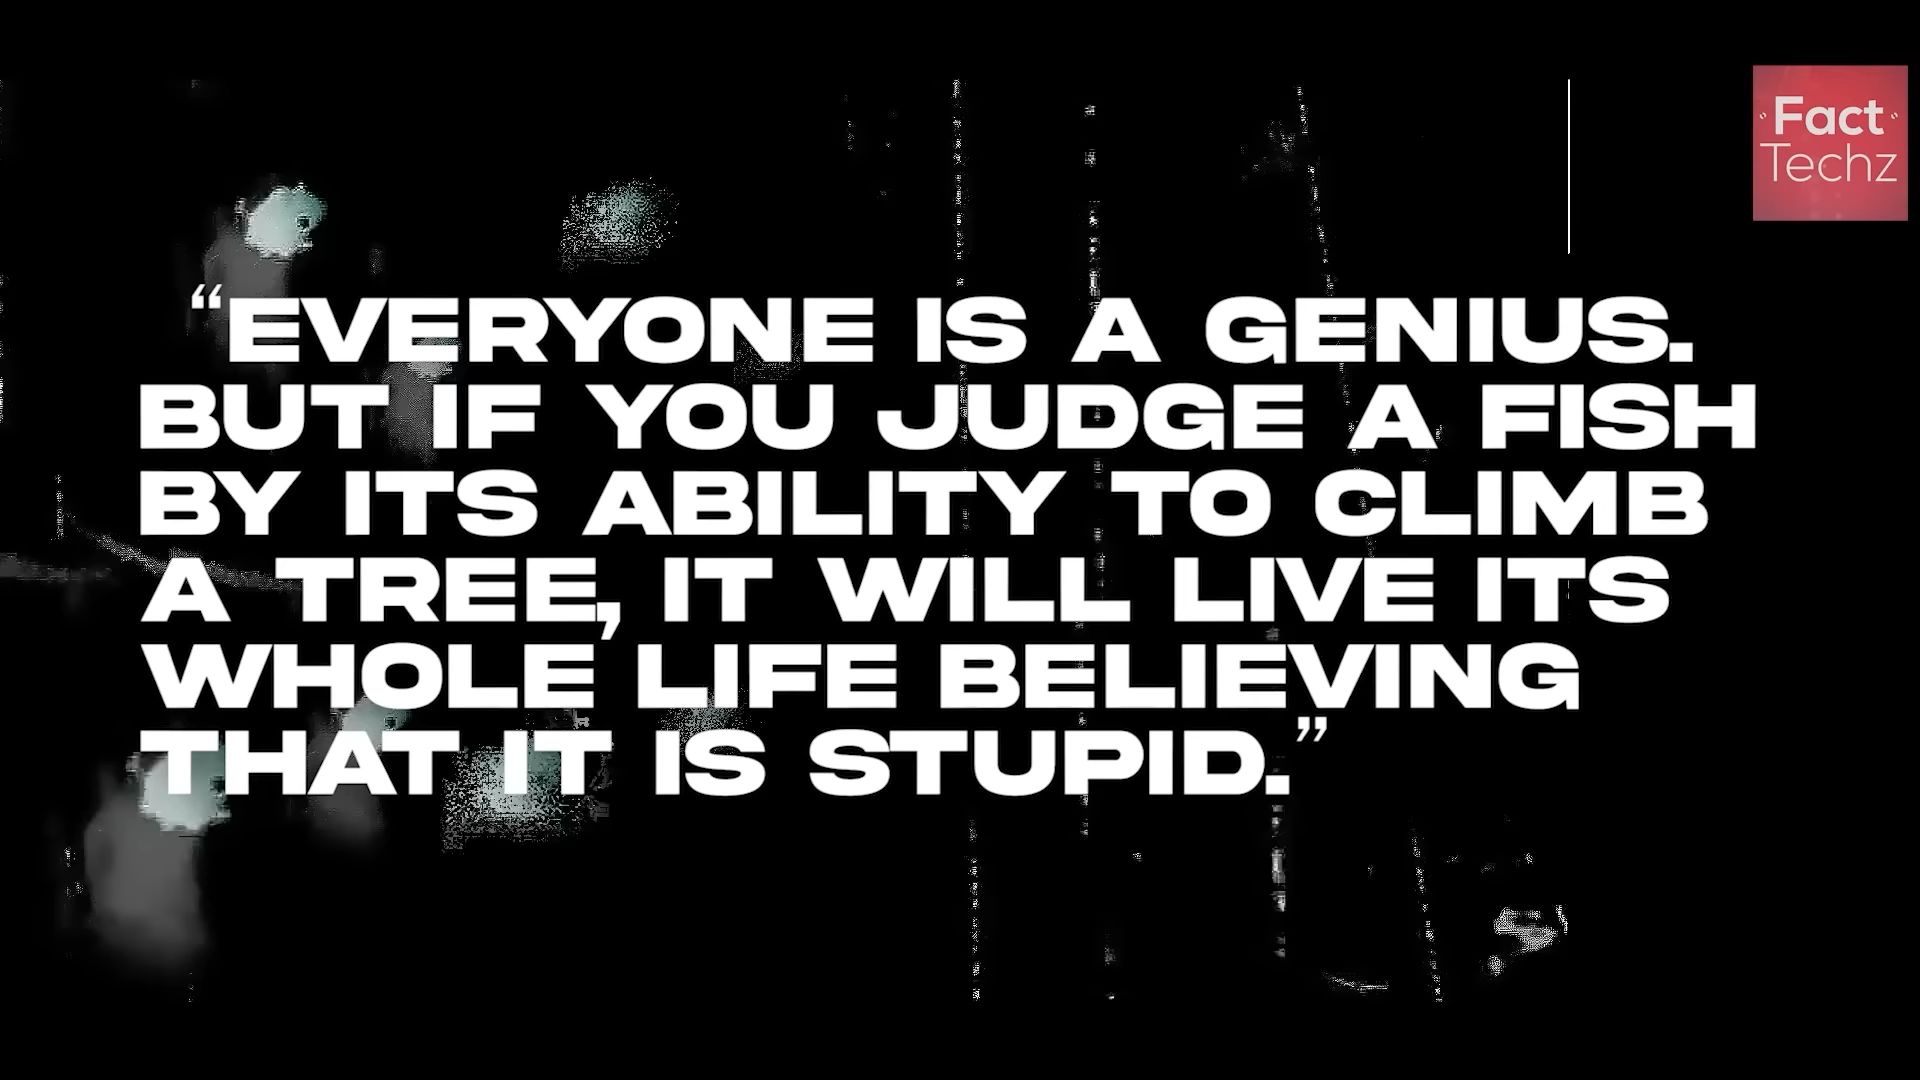 Fact
Techz
“EVERYONE IS A GENIUS.
BUT IF YOU JUDGE A FISH
BY ITS ABILITY TO CLIMB
A TREE, IT WILL LIVE ITS
WHOLE LIFE BELIEVING
THAT IT IS STUPID.”